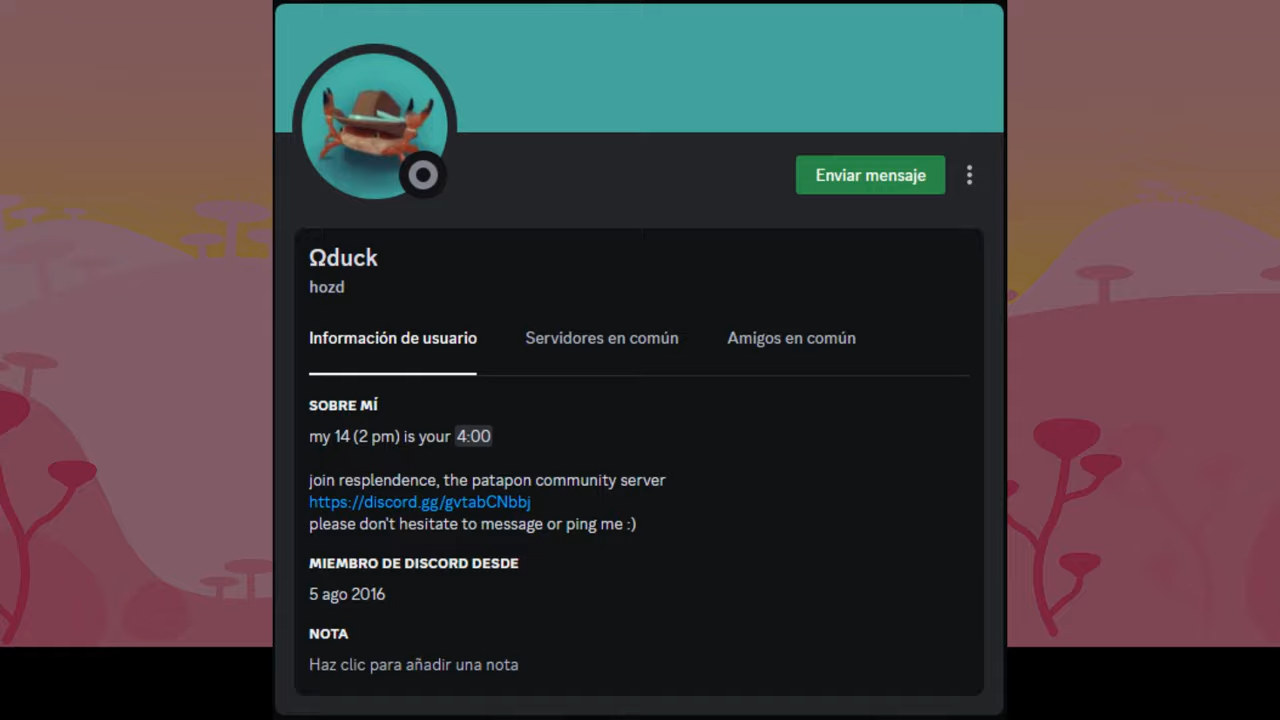 Enviar mensaje
Ωduck
hozd
Información de usuario
Servidores en común
Amigos en común
SOBRE MÍ
my 14 (2 pm) is your 4:00
join resplendence, the patapon community server
https://discord.gg/gvtabCNbbj
please don't hesitate to message or ping me :)
MIEMBRO DE DISCORD DESDE
5 ago 2016
NOTA
Haz clic para añadir una nota